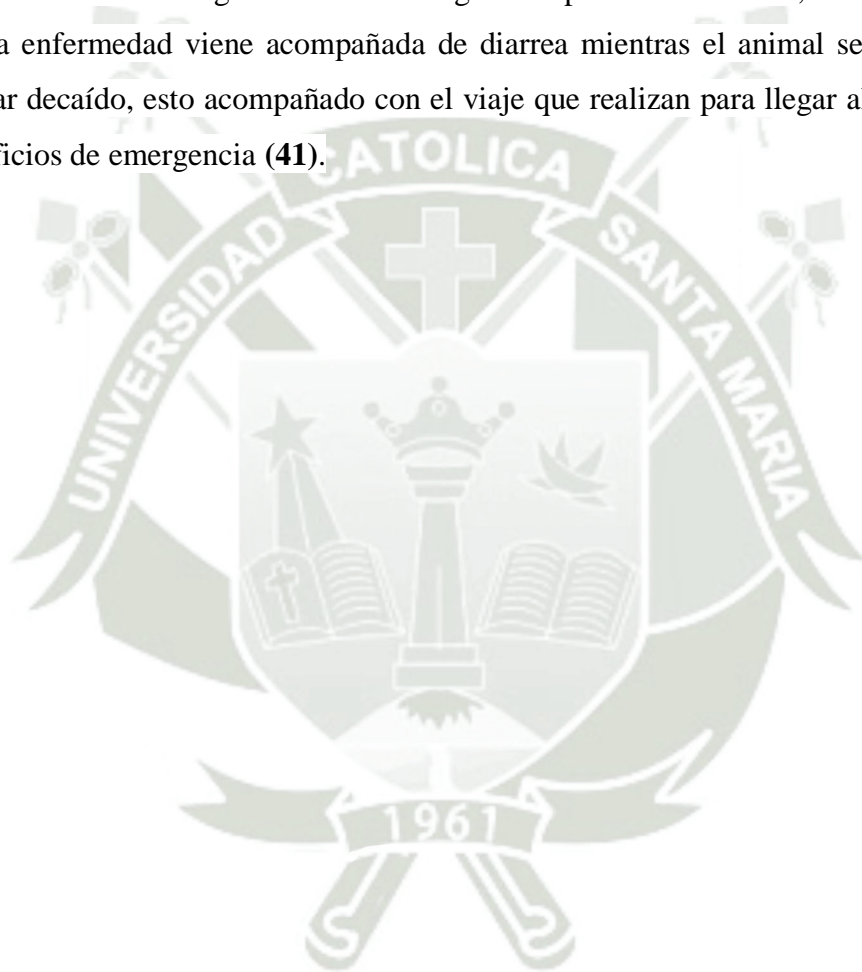 a enfermedad viene acompañada de diarrea mientras el animal se
ar decaído, esto acompañado con el viaje que realizan para llegar al
ficios de emergencia (41).
UNIVERSIDAD CATOLICA SANTA MARIA
1961